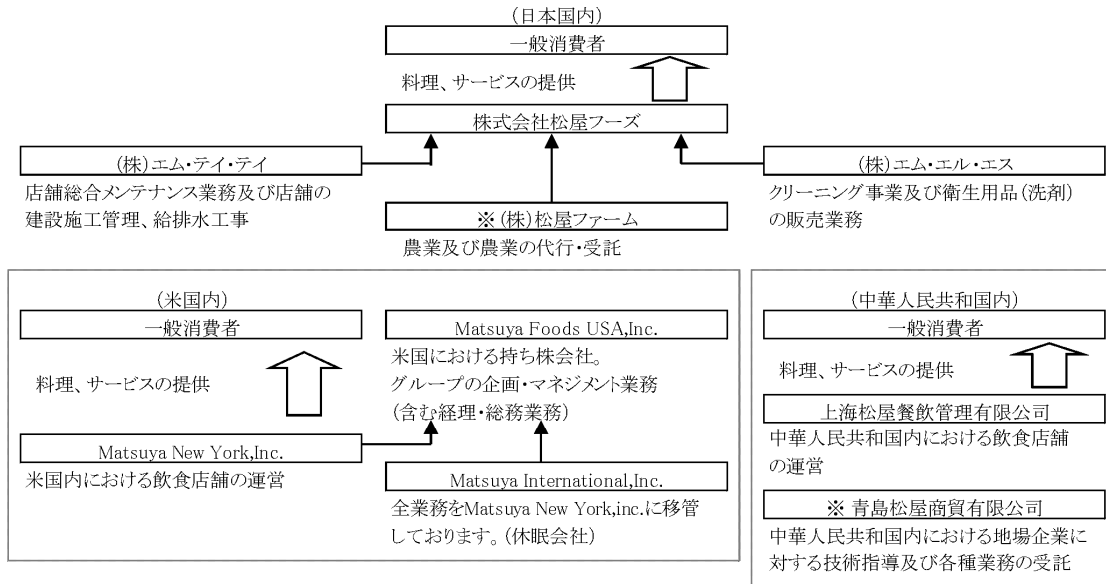 (日本国内)
一般消費者
料理、サービスの提供
株式会社松屋フーズ
(株)エム・テイ・テイ
店舗総合メンテナンス業務及び店舗の
建設施工管理、給排水工事
※(株)松屋ファーム
農業及び農業の代行・受託
(株)エム・エル・エス
クリーニング事業及び衛生用品(洗剤)
の販売業務
(米国内)
一般消費者
料理、サービスの提供
Matsuya New York,Inc.
米国内における飲食店舗の運営
Matsuya Foods USA,Inc.
米国における持ち株会社。
グループの企画・マネジメント業務
(含む経理・総務業務)
Matsuya International,Inc.
全業務をMatsuya New York,inc.に移管
しております。(休眠会社)
(中華人民共和国内)
一般消費者
料理、サービスの提供
上海松屋餐飲管理有限公司
中華人民共和国内における飲食店舗
の運営
※ 青島松屋商貿有限公司
中華人民共和国内における地場企業に
対する技術指導及び各種業務の受託